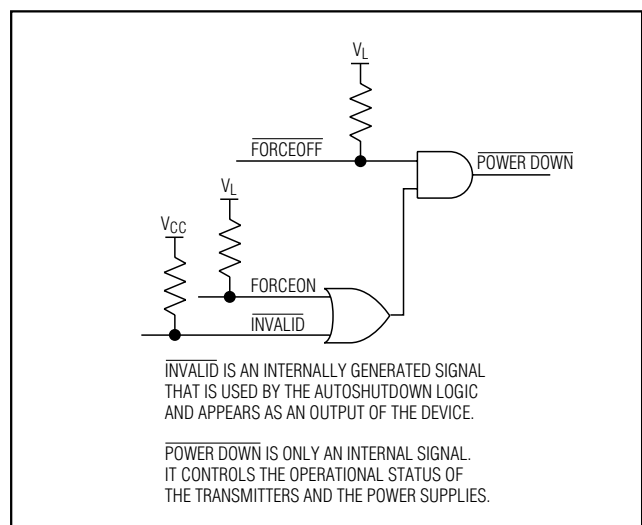 VL
FORCEOFF
POWER DOWN
VL
VCC
FORCEON
INVALID
INVALID IS AN INTERNALLY GENERATED SIGNAL
THAT IS USED BY THE AUTOSHUTDOWN LOGIC
AND APPEARS AS AN OUTPUT OF THE DEVICE.
POWER DOWN IS ONLY AN INTERNAL SIGNAL.
IT CONTROLS THE OPERATIONAL STATUS OF
THE TRANSMITTERS AND THE POWER SUPPLIES.